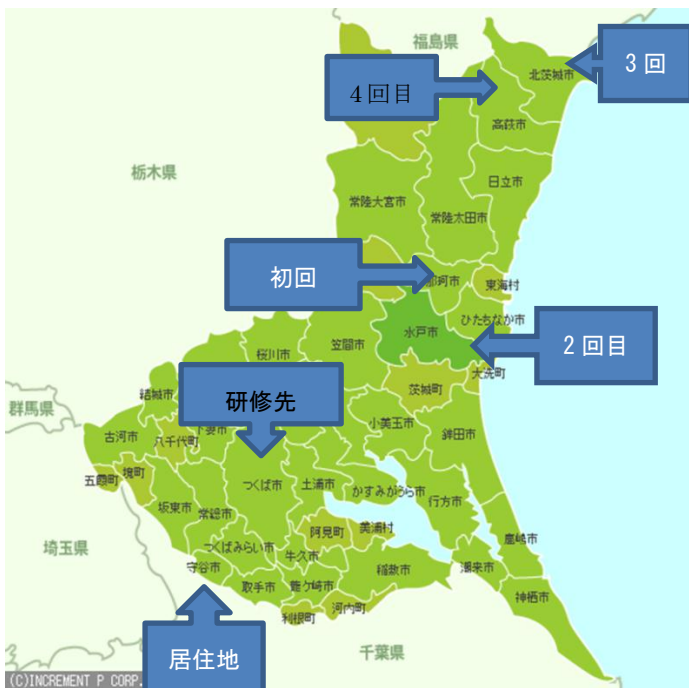 福島県
北茨城市
3回
4回目
高萩市
栃木県
日立市
常陸大宮市
常陸太田市
初回
那珂市
東海村
ひたちなか市
水戸市
笠間市
2回目
桜川市
大洗町
茨城町
研修先
結城市
群馬県
小美玉市
鉾田市
古河市
八千代町
下妻市
五霞町
境町
つくば市
土浦市
かすみがうら市
行方市
坂東市
常総市
阿見町
美浦村
鹿嶋市
埼玉県
つくばみらい市
牛久市
守谷市
取手市
龍ケ崎市
稲敷市
潮来市
神栖市
利根町
河内町
居住地
千葉県
(C)INCREMENT P CORP.